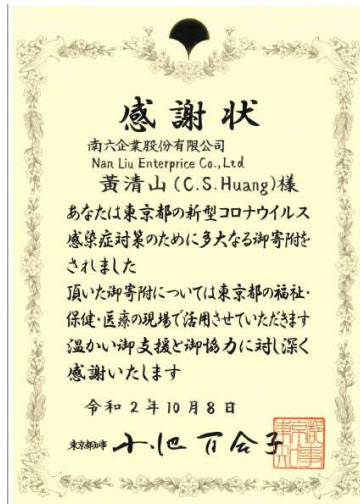 感謝状
南六企業股份有限公司
Nan Liu Enterprice Co.,Ltd
黄清山(C.S.Huang)様
あなたは東京都の新型コロナウイルス
感染症対策のために多大なる御寄附を
されました
頂いた御寄附については東京都の福祉・
保健・医療の現場で活用させていただきます
温かい御支援と御協力に対し深く
感謝いたします
令和2年10月8日
東京都知事 小池百合子
東京都知事